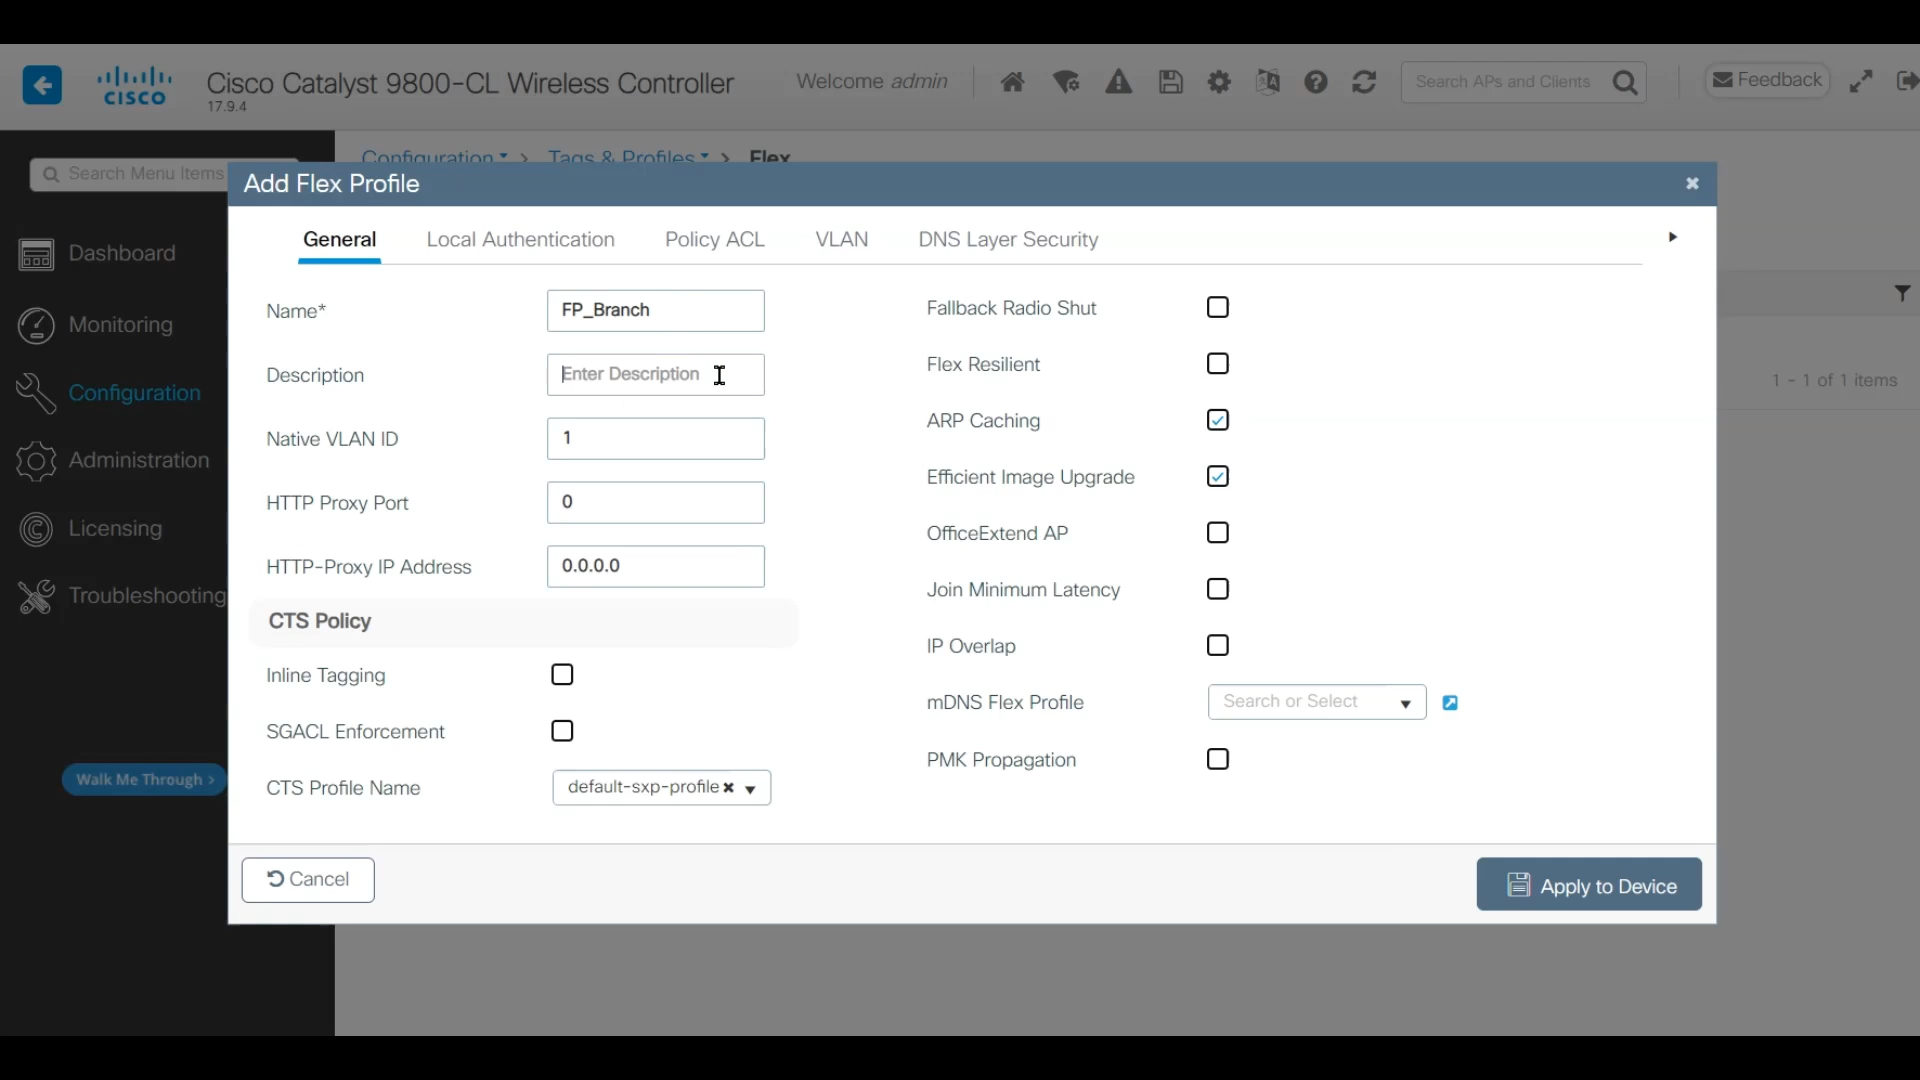 CISCO
Cisco Catalyst 9800-CL Wireless Controller
17.9.4
Welcome admin
Search APs and Clients
Feedback
Search Menu Items
Dashboard
Monitoring
Configuration
Administration
Licensing
Troubleshooting
Walk Me Through >
Configuration > Tags & Profiles > Flex
1 - 1 of 1 items
Add Flex Profile
General
Local Authentication
Policy ACL
VLAN
DNS Layer Security
Name* FP_Branch
Description Enter Description
Native VLAN ID 1
HTTP Proxy Port 0
HTTP-Proxy IP Address 0.0.0.0
CTS Policy
Inline Tagging
SGACL Enforcement
CTS Profile Name default-sxp-profile
Fallback Radio Shut
Flex Resilient
ARP Caching
Efficient Image Upgrade
OfficeExtend AP
Join Minimum Latency
IP Overlap
mDNS Flex Profile Search or Select
PMK Propagation
Cancel
Apply to Device